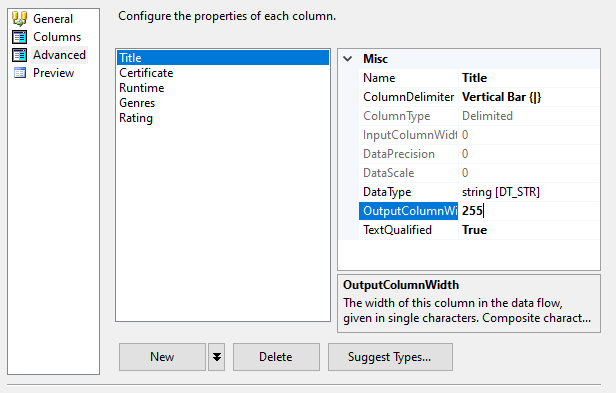 General
Columns
Advanced
Preview
Configure the properties of each column.
Title
Certificate
Runtime
Genres
Rating
Misc
Name Title
ColumnDelimiter Vertical Bar {|}
ColumnType Delimited
InputColumnWidt 0
DataPrecision 0
DataScale 0
DataType string [DT_STR]
OutputColumnWi 255
TextQualified True
OutputColumnWidth
The width of this column in the data flow,
given in single characters. Composite charact...
New
Delete
Suggest Types...